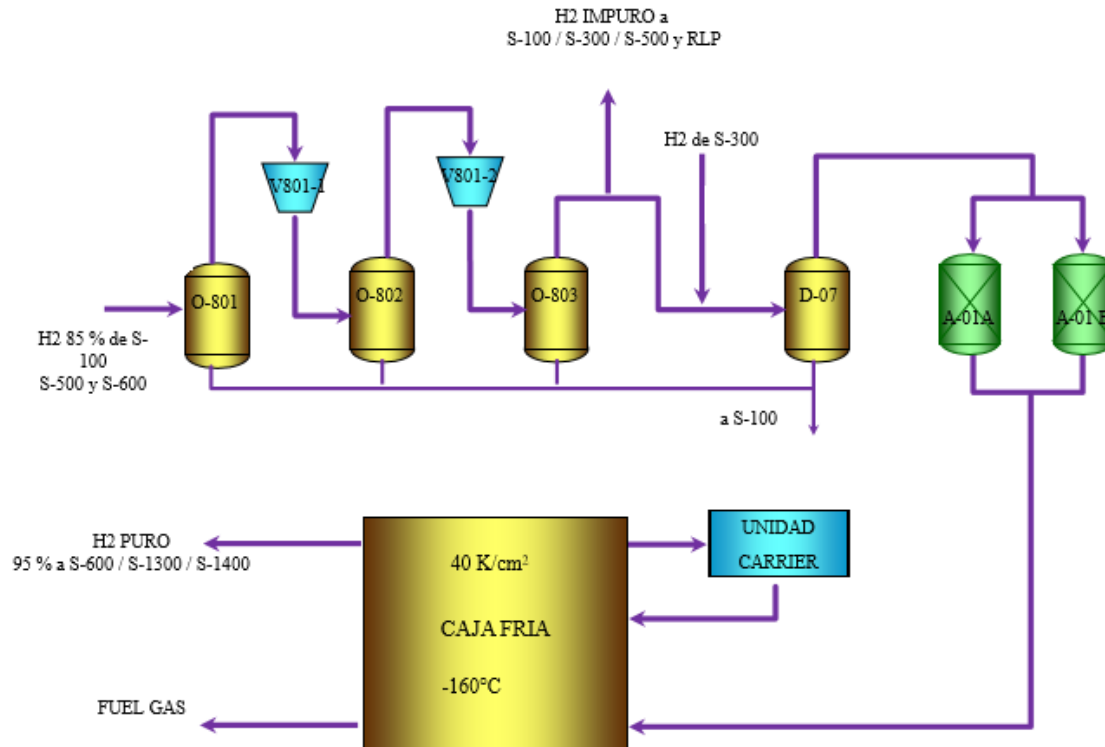 H2 IMPURO a
S-100 / S-300 / S-500 y RLP
H2 de S-300
V801-1
V801-2
O-801
O-802
O-803
D-07
A-01A
A-01 B
H2 85 % de S-
100
S-500 y S-600
a S-100
H2 PURO
95 % a S-600 / S-1300 / S-1400
40 K/cm²
UNIDAD
CARRIER
CAJA FRIA
-160°C
FUEL GAS